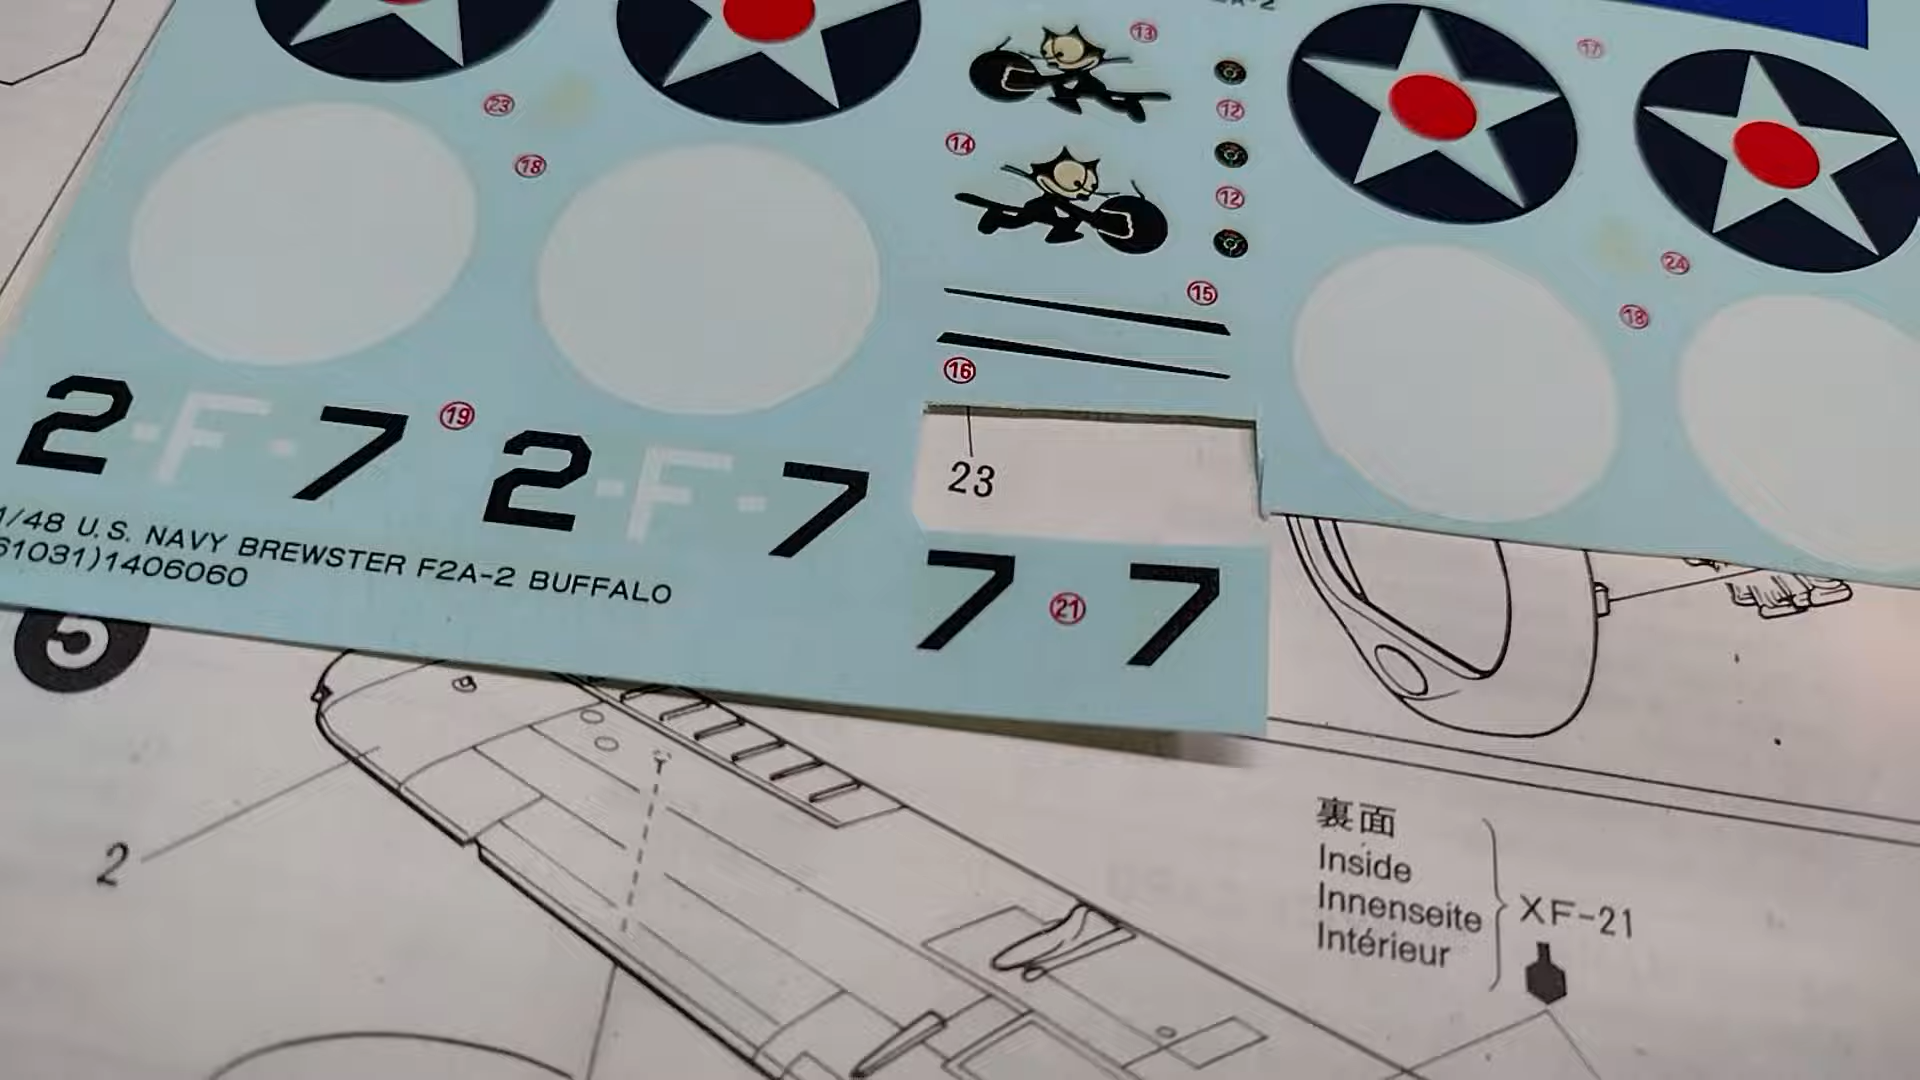 13
17
12
23
14
18
12
24
15
18
16
2-F-7
19
2-F-7
23
1/48 U.S. NAVY BREWSTER F2A-2 BUFFALO
61031)1406060
7
21
7
5
2
裏面
Inside
Innenseite
Intérieur
XF-21